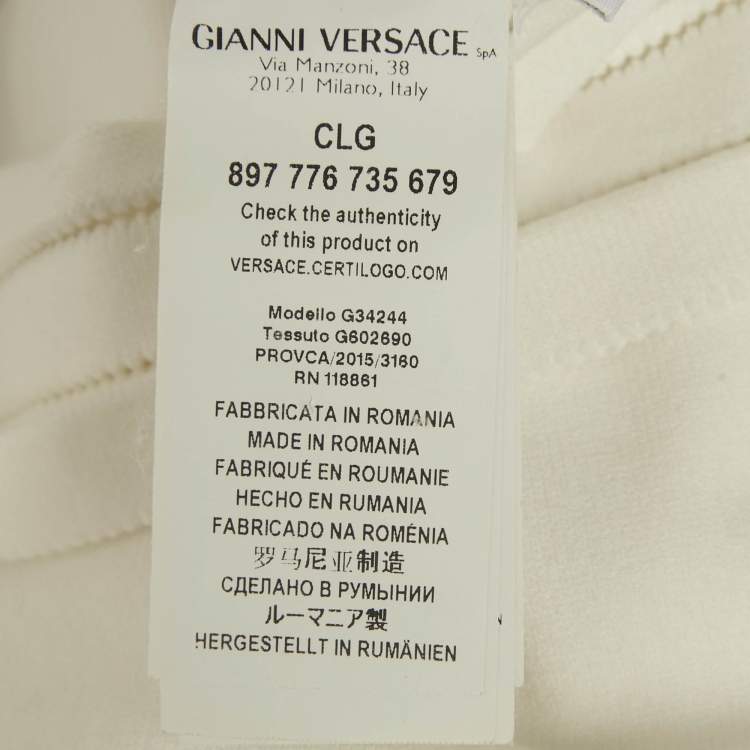 GIANNI VERSACE SpA
Via Manzoni, 38
20121 Milano, Italy
CLG
897 776 735 679
Check the authenticity
of this product on
VERSACE.CERTILOGO.COM
Modello G34244
Tessuto G602690
PROVCA/2015/3160
RN 118861
FABBRICATA IN ROMANIA
MADE IN ROMANIA
FABRIQUÉ EN ROUMANIE
HECHO EN RUMANIA
FABRICADO NA ROMÉNIA
罗马尼亚制造
СДЕЛАНО В РУМЫНИИ
ルーマニア製
HERGESTELLT IN RUMÄNIEN